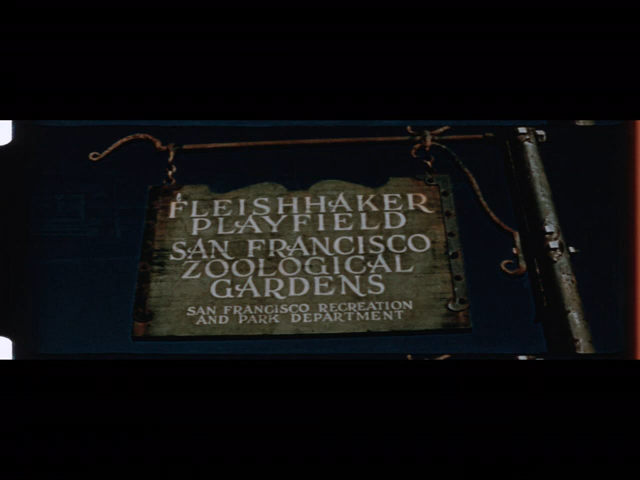 FLEISHHAKER
PLAYFIELD
SAN FRANCISCO
ZOOLOGICAL
GARDENS
SAN FRANCISCO RECREATION
AND PARK DEPARTMENT